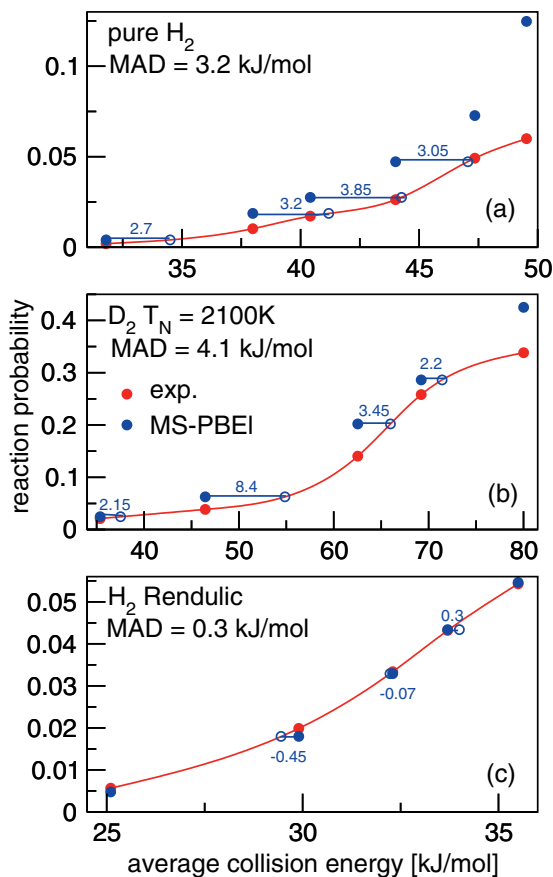 pure H₂
MAD = 3.2 kJ/mol
0.1
0.05
0
2.7
3.2
3.85
3.05
(a)
35
40
45
50
D₂ T_N = 2100K
MAD = 4.1 kJ/mol
exp.
MS-PBEl
0.4
0.3
0.2
0.1
0
2.15
8.4
3.45
2.2
(b)
40
50
60
70
80
reaction probability
H₂ Rendulic
MAD = 0.3 kJ/mol
0.05
0.04
0.03
0.02
0.01
0
0.3
-0.07
-0.45
(c)
25
30
35
average collision energy [kJ/mol]